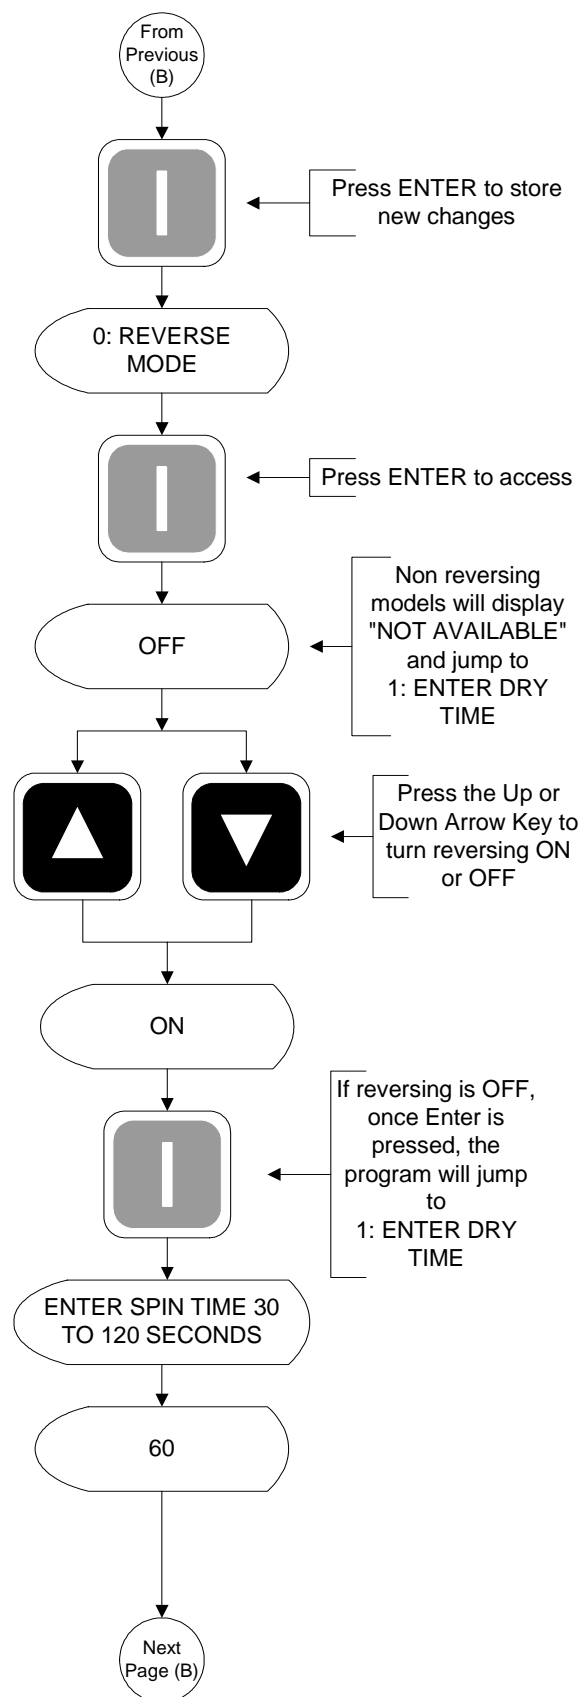 From
Previous
(B)
Press ENTER to store
new changes
0: REVERSE
MODE
Press ENTER to access
Non reversing
models will display
"NOT AVAILABLE"
and jump to
1: ENTER DRY
TIME
OFF
Press the Up or
Down Arrow Key to
turn reversing ON
or OFF
ON
If reversing is OFF,
once Enter is
pressed, the
program will jump
to
1: ENTER DRY
TIME
ENTER SPIN TIME 30
TO 120 SECONDS
60
Next
Page (B)